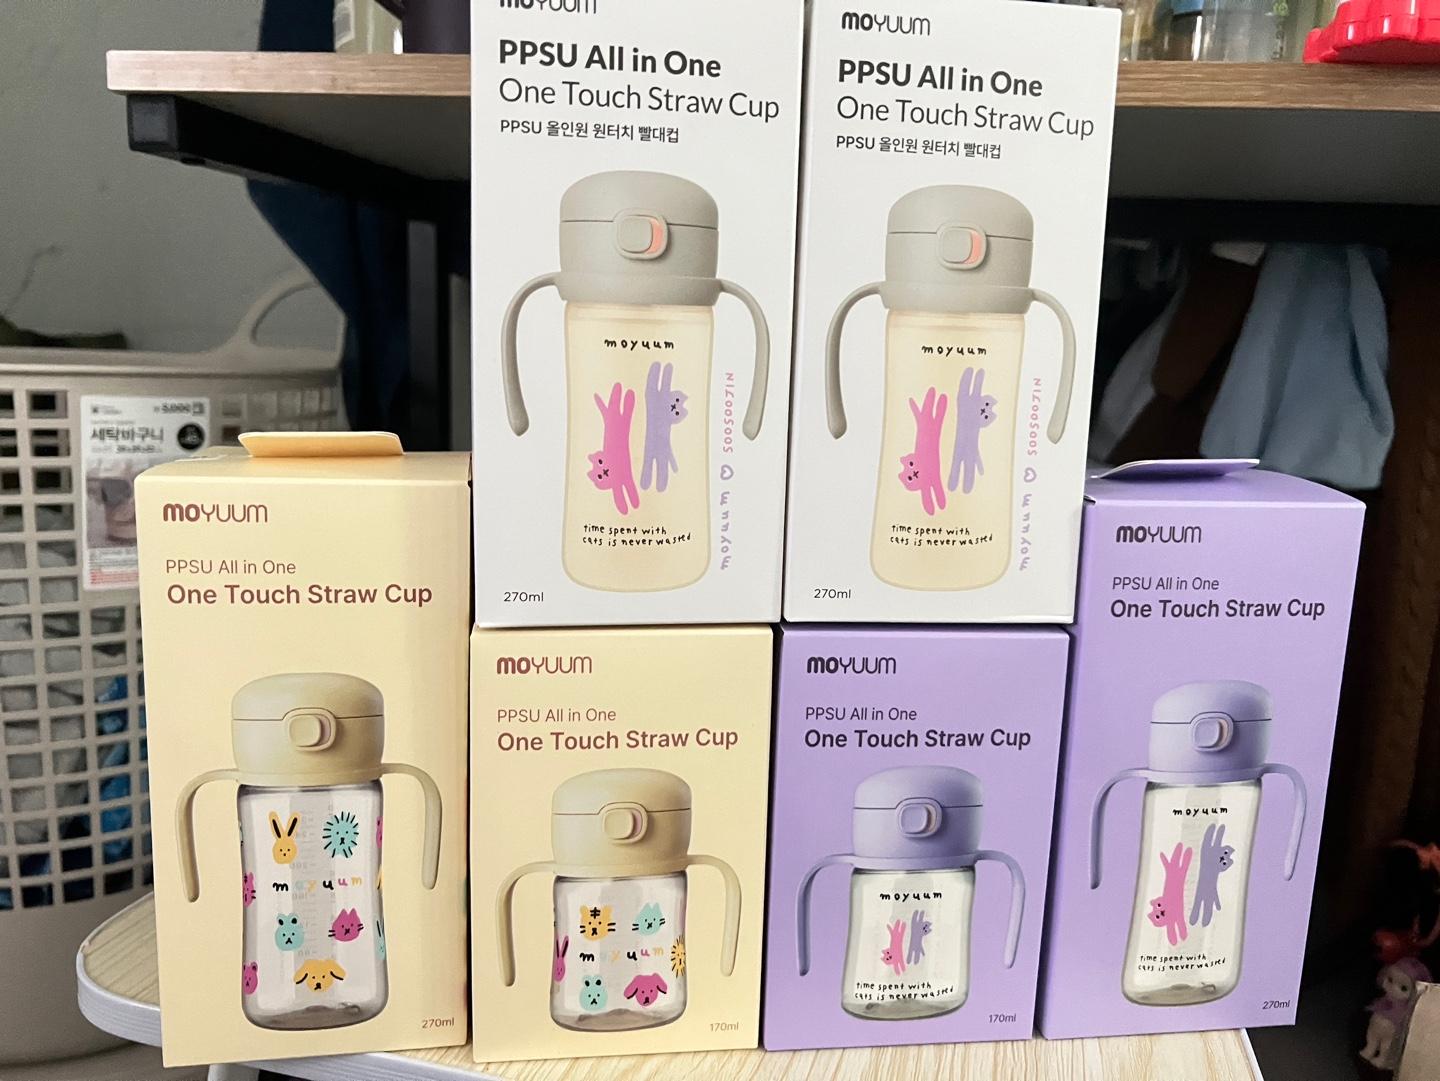 moyuum
PPSU All in One
One Touch Straw Cup
PPSU 올인원 원터치 빨대컵
moyuum
time spent with
cats is never wasted
moyuum ♡ SOOSOOJIN
270ml
moyuum
PPSU All in One
One Touch Straw Cup
PPSU 올인원 원터치 빨대컵
moyuum
time spent with
cats is never wasted
moyuum ♡ SOOSOOJIN
270ml
세탁바구니
5,000
moyuum
PPSU All in One
One Touch Straw Cup
moyuum
270ml
moyuum
PPSU All in One
One Touch Straw Cup
moyuum
170ml
moyuum
PPSU All in One
One Touch Straw Cup
moyuum
time spent with
cats is never wasted
170ml
moyuum
PPSU All in One
One Touch Straw Cup
moyuum
time spent with
cats is never wasted
270ml